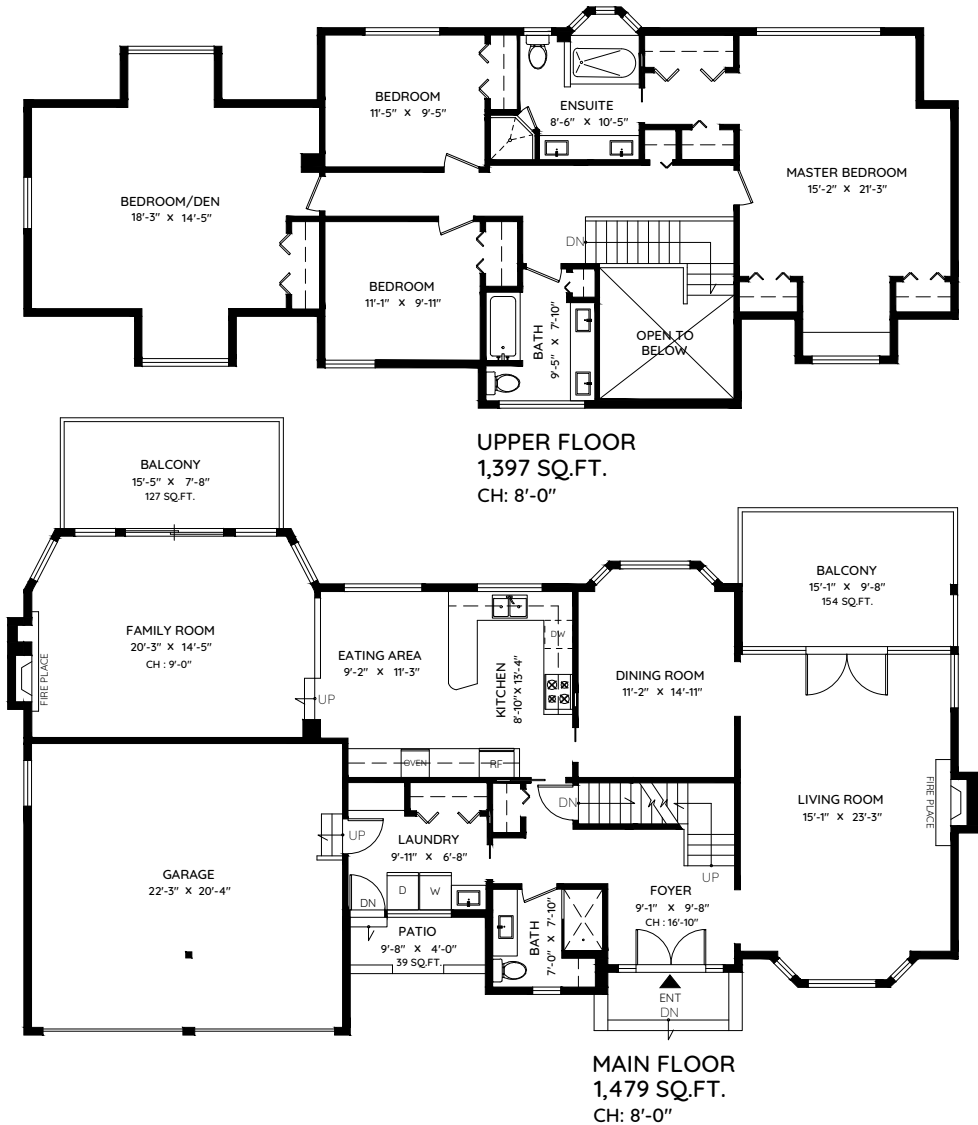 BEDROOM
11'-5" X 9'-5"
ENSUITE
8'-6" X 10'-5"
MASTER BEDROOM
15'-2" X 21'-3"
BEDROOM/DEN
18'-3" X 14'-5"
DN
BEDROOM
11'-1" X 9'-11"
BATH
9'-5" X 7'-10"
OPEN TO
BELOW
UPPER FLOOR
1,397 SQ.FT.
CH: 8'-0"
BALCONY
15'-5" X 7'-8"
127 SQ.FT.
BALCONY
15'-1" X 9'-8"
154 SQ.FT.
FAMILY ROOM
20'-3" X 14'-5"
CH : 9'-0"
FIRE PLACE
UP
EATING AREA
9'-2" X 11'-3"
KITCHEN
8'-10" X 13'-4"
DW
OVEN
RF
DINING ROOM
11'-2" X 14'-11"
LIVING ROOM
15'-1" X 23'-3"
FIRE PLACE
DN
UP
UP
LAUNDRY
9'-11" X 6'-8"
D
W
DN
GARAGE
22'-3" X 20'-4"
FOYER
9'-1" X 9'-8"
CH : 16'-10"
PATIO
9'-8" X 4'-0"
39 SQ.FT.
BATH
7'-0" X 7'-10"
ENT
DN
MAIN FLOOR
1,479 SQ.FT.
CH: 8'-0"